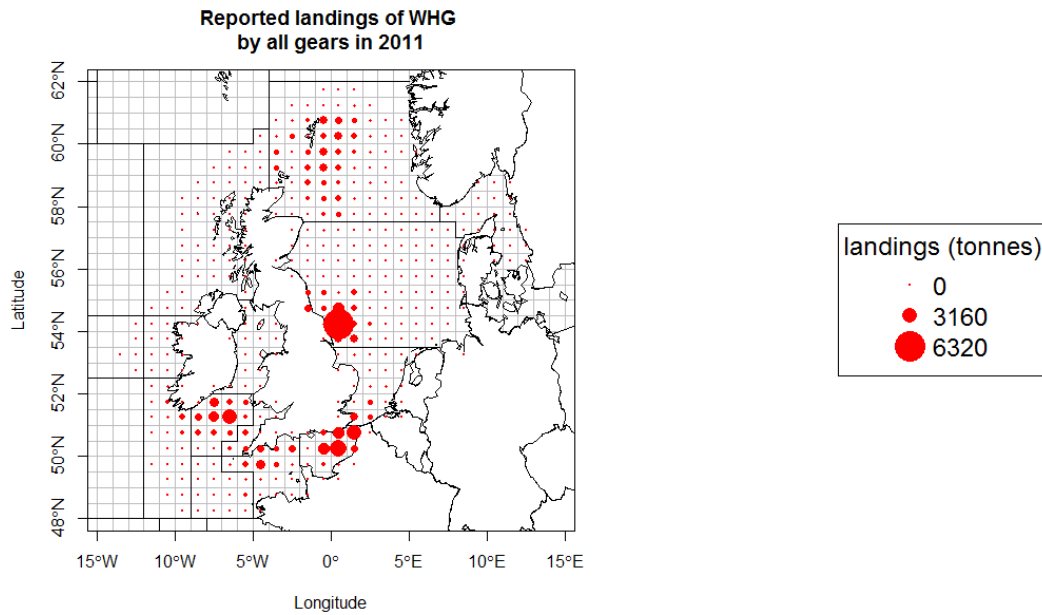 Reported landings of WHG
by all gears in 2011
62°N
60°N
58°N
56°N
54°N
52°N
50°N
48°N
Latitude
15°W
10°W
5°W
0°
5°E
10°E
15°E
Longitude
landings (tonnes)
0
3160
6320